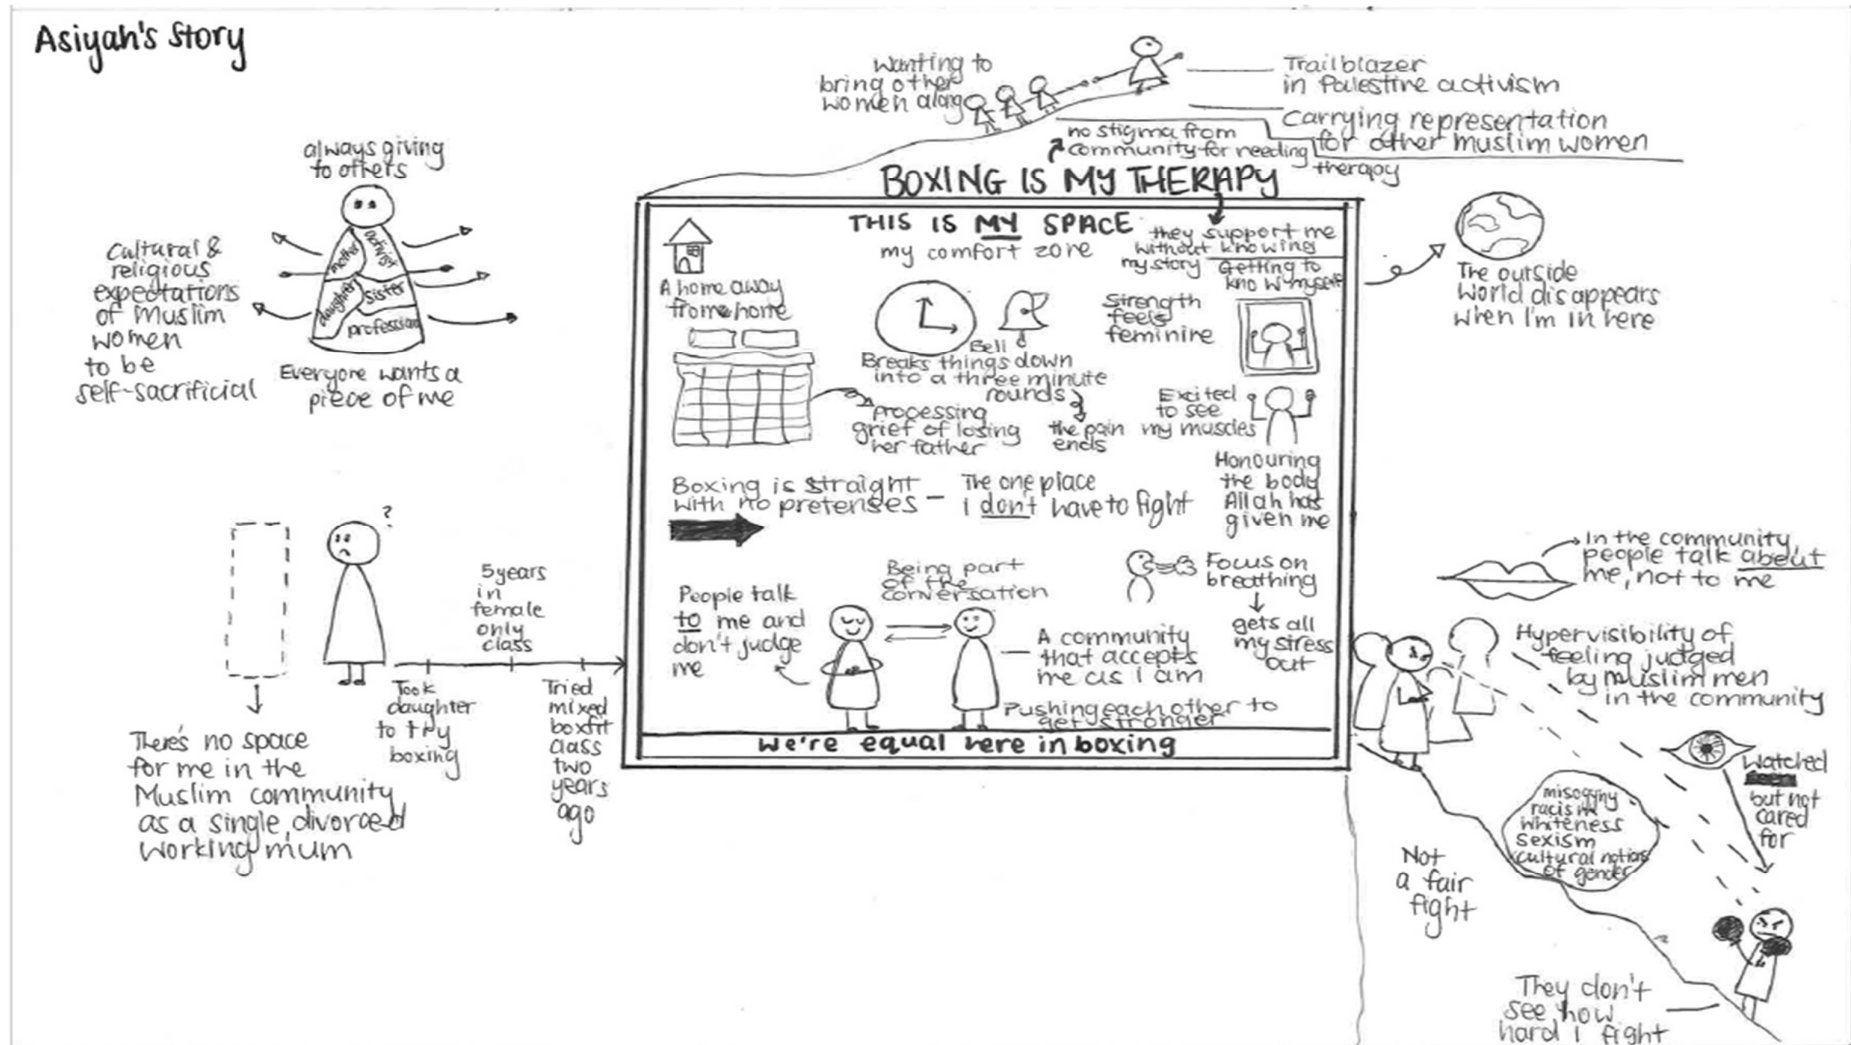 Asiyah's Story
Wanting to
bring other
women along
Trailblazer
in Palestine activism
Carrying representation
for other muslim women
no stigma from
community for needing
therapy
always giving
to others
mother
activist
daughter
sister
profession
Cultural &
religious
expectations
of Muslim
women
to be
self-sacrificial
Everyone wants a
piece of me
BOXING IS MY THERAPY
THIS IS MY SPACE
my comfort zone
they support me
without knowing
my story
Getting to
know myself
A home away
from home
Bell
Breaks things down
into a three minute
rounds
the pain
ends
processing
grief of losing
her father
Strength
feels
feminine
Excited
to see
my muscles
Honouring
the body
Allah has
given me
Boxing is straight
with no pretenses –
The one place
i don't have to fight
Focus on
breathing
gets all
my stress
out
People talk
to me and
don't judge
me
Being part
of the
conversation
A community
that accepts
me as I am
Pushing each other to
get stronger
We're equal here in boxing
The outside
World disappears
when I'm in here
?
There's no space
for me in the
Muslim community
as a single, divorced
working mum
Took
daughter
to try
boxing
5 years
in
female
only
class
Tried
mixed
boxfit
class
two
years
ago
In the community,
people talk about
me, not to me
Hypervisibility of
feeling judged
by muslim men
in the community
Watched
but not
cared
for
misogyny
racism
whiteness
sexism
cultural notions
of gender
Not
a fair
fight
They don't
see how
hard I fight